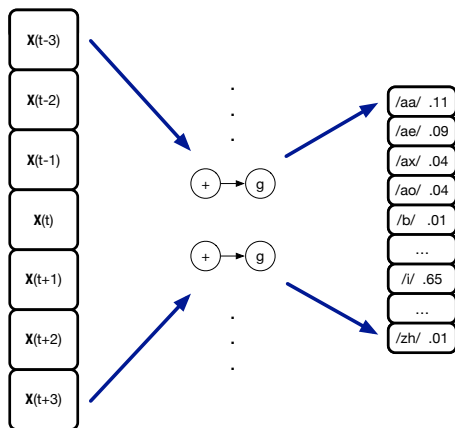 X(t-3)
X(t-2)
X(t-1)
X(t)
X(t+1)
X(t+2)
X(t+3)
.
.
.
+ g
+ g
.
.
.
/aa/ .11
/ae/ .09
/ax/ .04
/ao/ .04
/b/ .01
...
/i/ .65
...
/zh/ .01